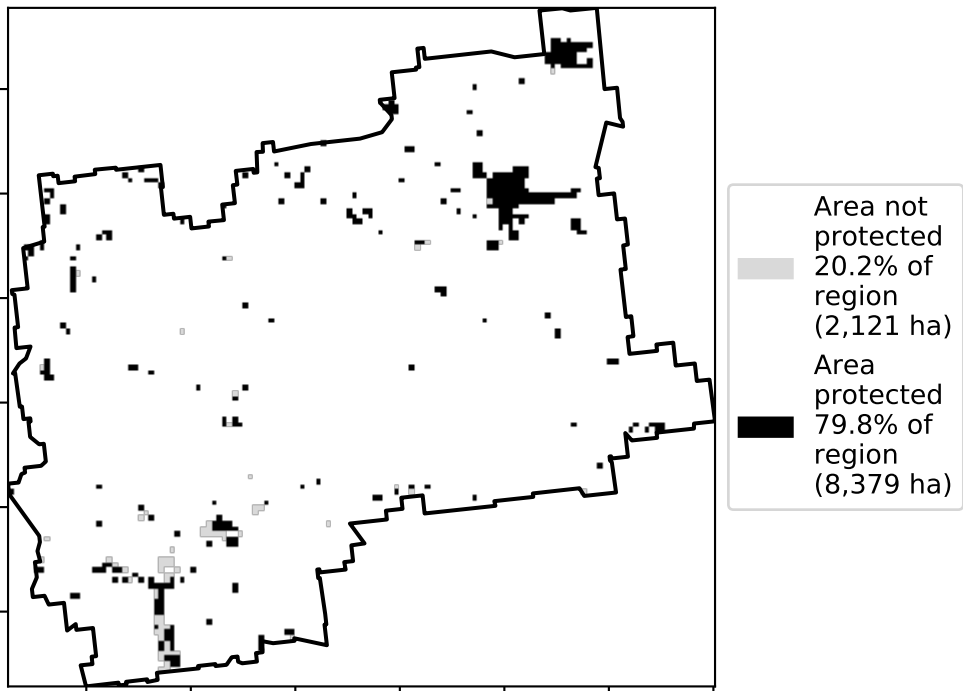 Area not
protected
20.2% of
region
(2,121 ha)
Area
protected
79.8% of
region
(8,379 ha)